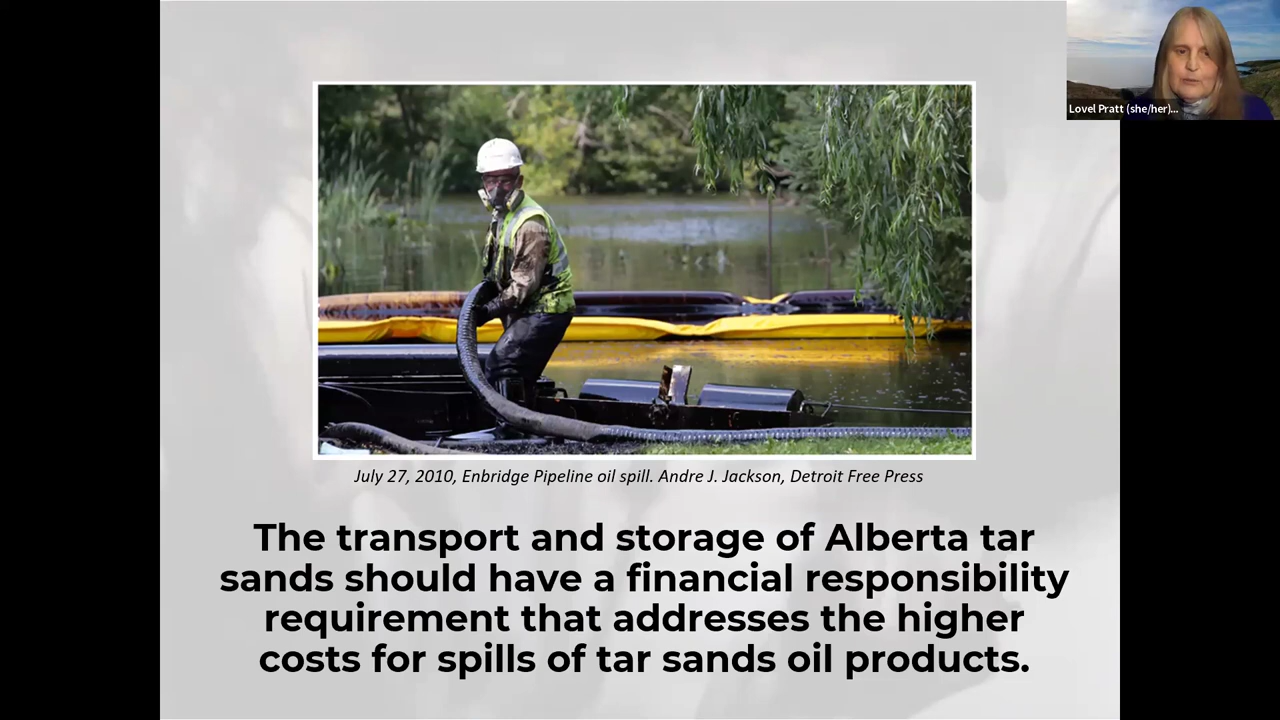 Lovel Pratt (she/her)...
July 27, 2010, Enbridge Pipeline oil spill. Andre J. Jackson, Detroit Free Press
The transport and storage of Alberta tar
sands should have a financial responsibility
requirement that addresses the higher
costs for spills of tar sands oil products.